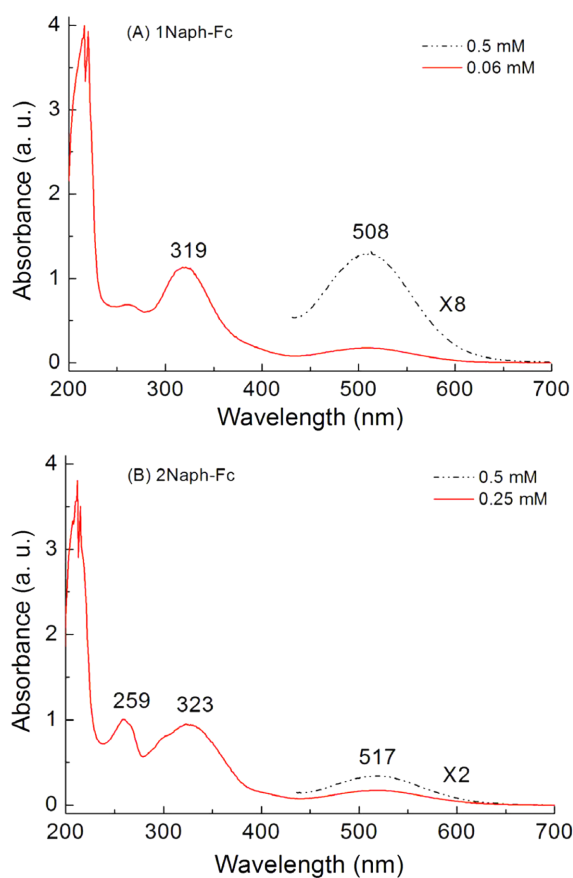 (A) 1Naph-Fc
0.5 mM
0.06 mM
4
3
2
1
0
319
508
X8
200 300 400 500 600 700
Wavelength (nm)
Absorbance (a. u.)
(B) 2Naph-Fc
0.5 mM
0.25 mM
4
3
2
1
0
259
323
517
X2
200 300 400 500 600 700
Wavelength (nm)
Absorbance (a. u.)